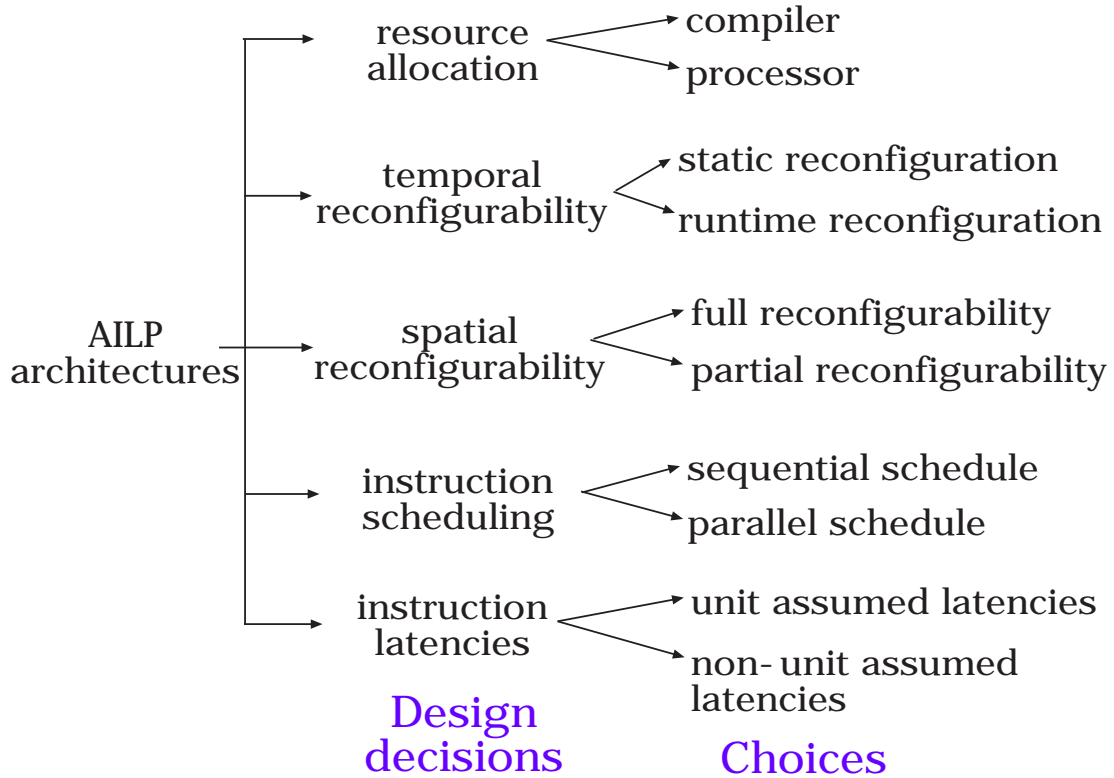 resource
allocation
compiler
processor
temporal
reconfigurability
static reconfiguration
runtime reconfiguration
AILP
architectures
spatial
reconfigurability
full reconfigurability
partial reconfigurability
instruction
scheduling
sequential schedule
parallel schedule
instruction
latencies
unit assumed latencies
non-unit assumed
latencies
Design
decisions
Choices